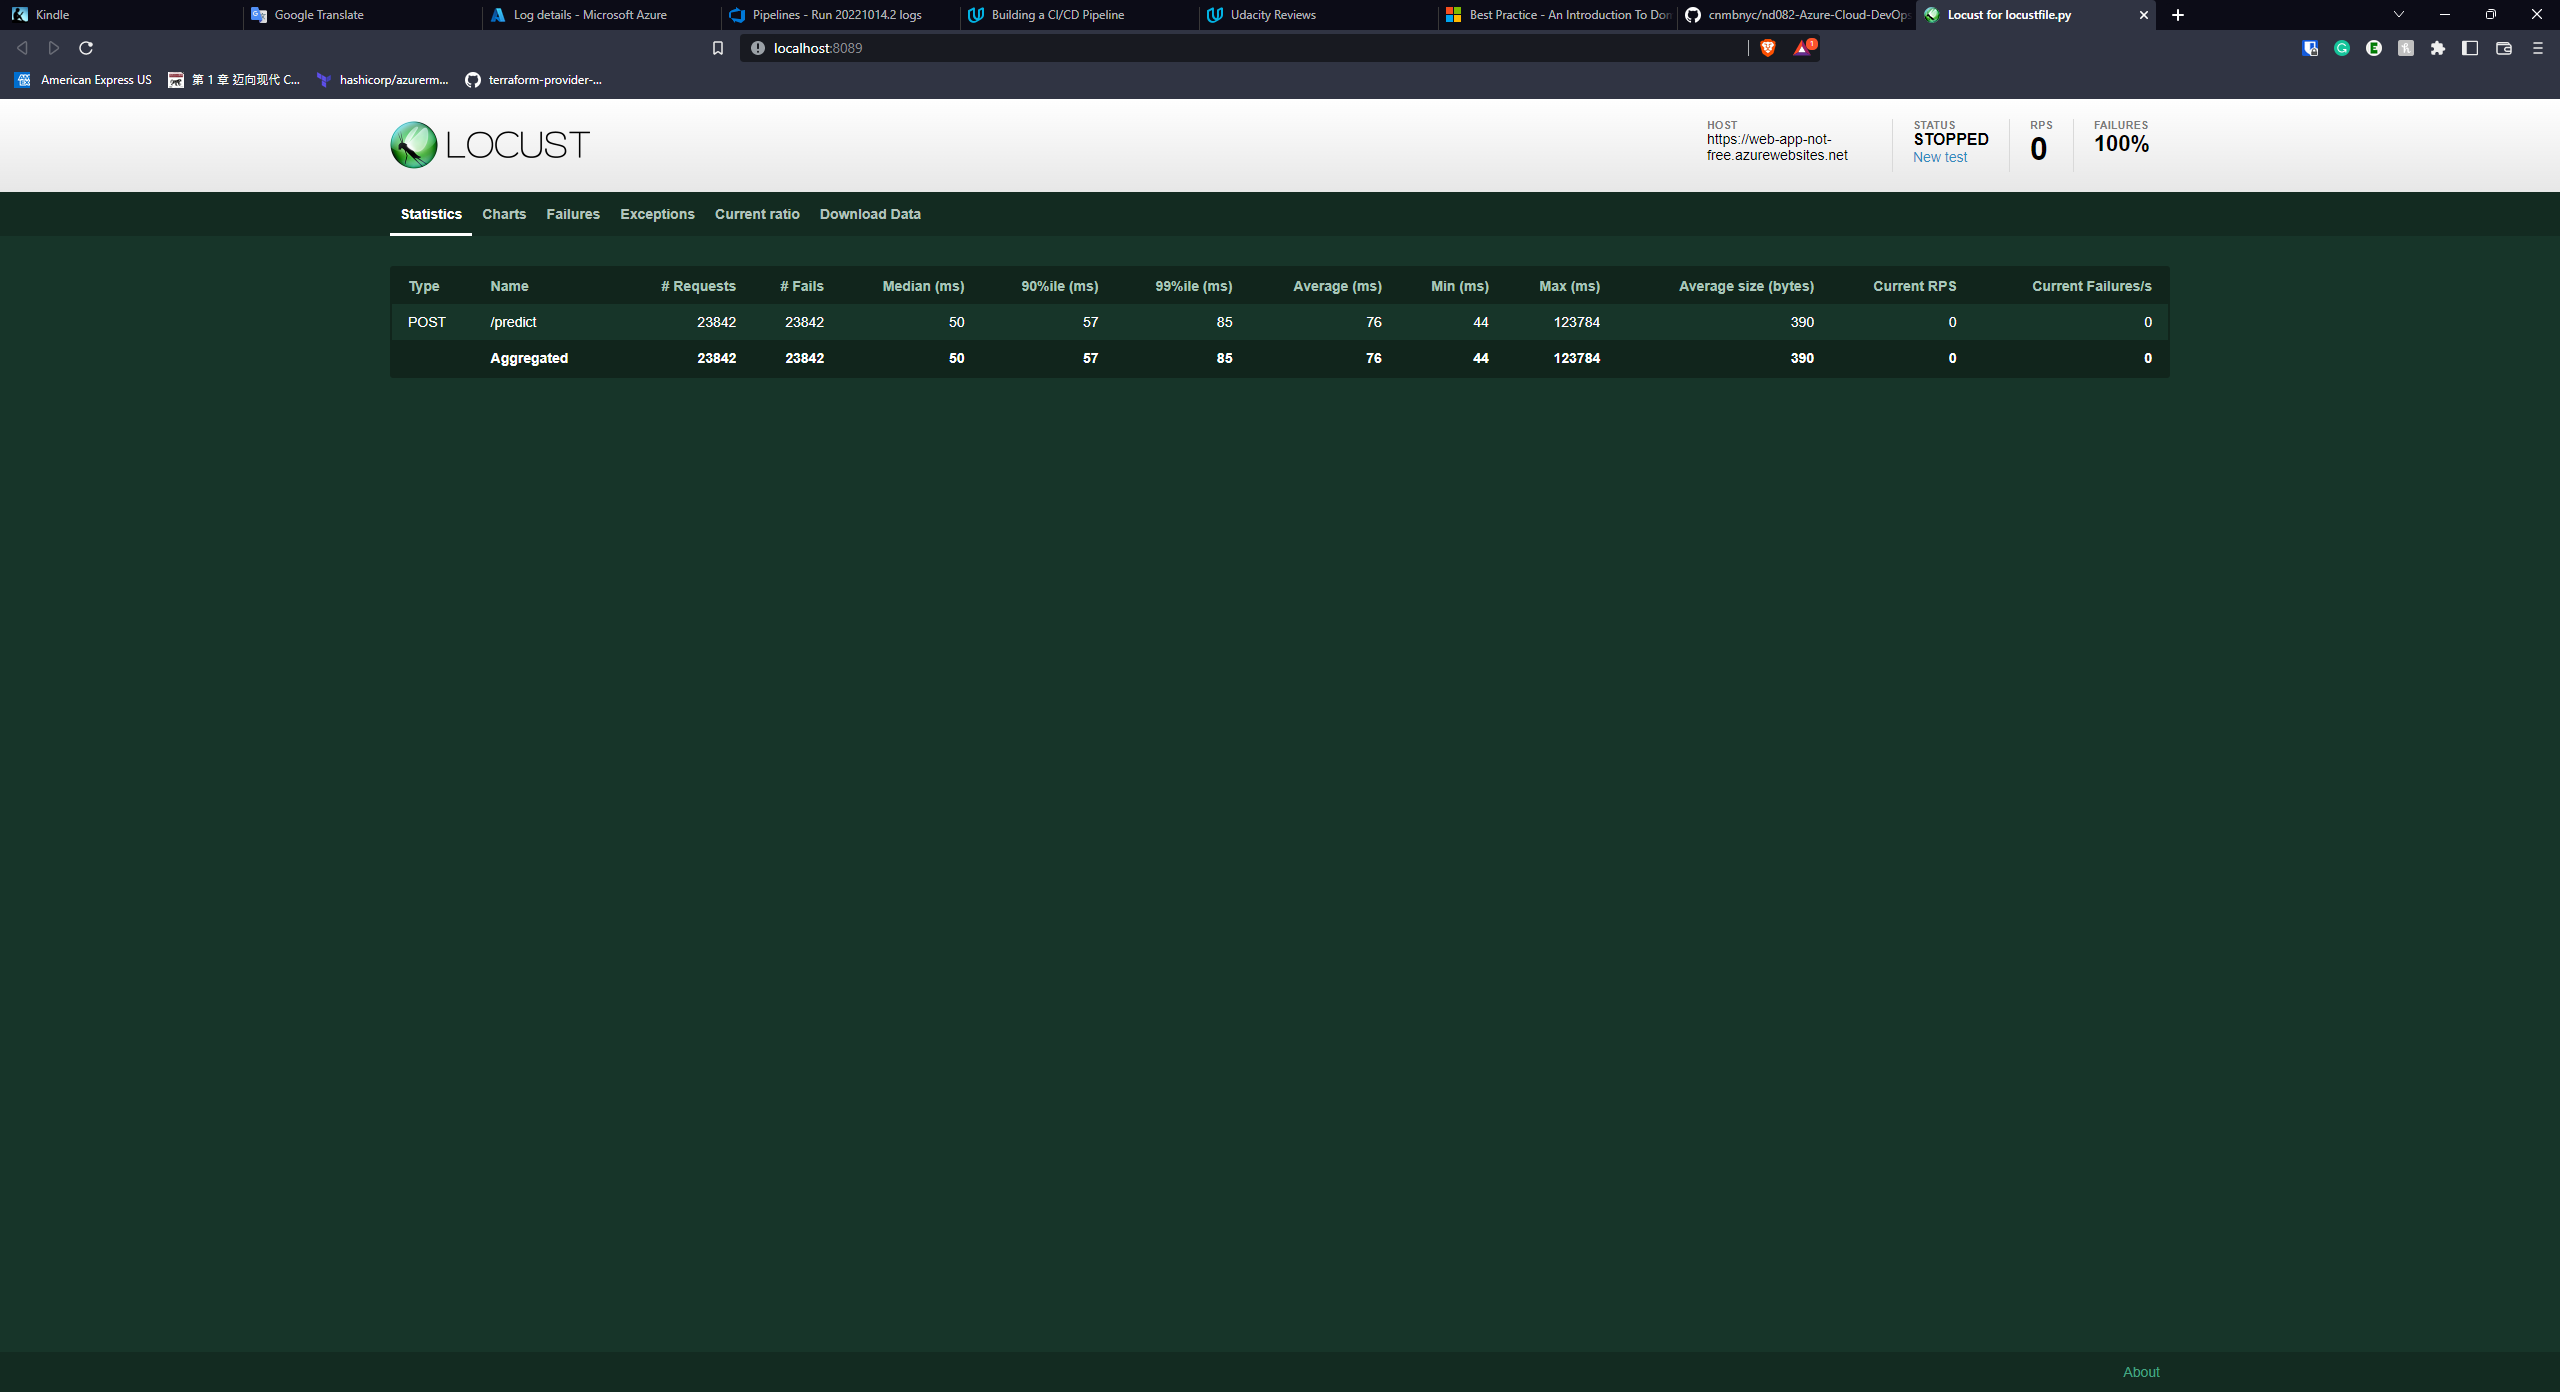 Kindle
Google Translate
Log details - Microsoft Azure
Pipelines - Run 20221014.2 logs
Building a CI/CD Pipeline
Udacity Reviews
Best Practice - An Introduction To Don
cnmbnyc/nd082-Azure-Cloud-DevOps
Locust for locustfile.py
localhost:8089
1
American Express US
第 1 章 迈向现代 C...
hashicorp/azurerm...
terraform-provider-...
LOCUST
HOST
https://web-app-not-
free.azurewebsites.net
STATUS
STOPPED
New test
RPS
0
FAILURES
100%
Statistics Charts Failures Exceptions Current ratio Download Data
Type Name # Requests # Fails Median (ms) 90%ile (ms) 99%ile (ms) Average (ms) Min (ms) Max (ms) Average size (bytes) Current RPS Current Failures/s
POST /predict 23842 23842 50 57 85 76 44 123784 390 0 0
Aggregated 23842 23842 50 57 85 76 44 123784 390 0 0
About